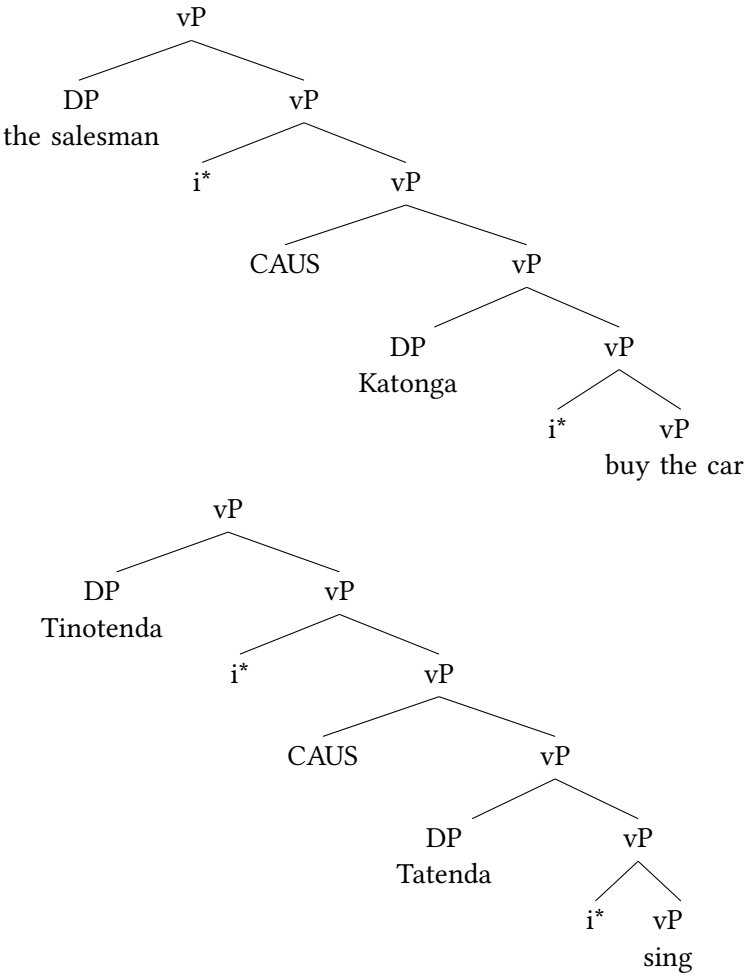 vP
DP vP
the salesman
i* vP
CAUS vP
DP vP
Katonga
i* vP
buy the car
vP
DP vP
Tinotenda
i* vP
CAUS vP
DP vP
Tatenda
i* vP
sing